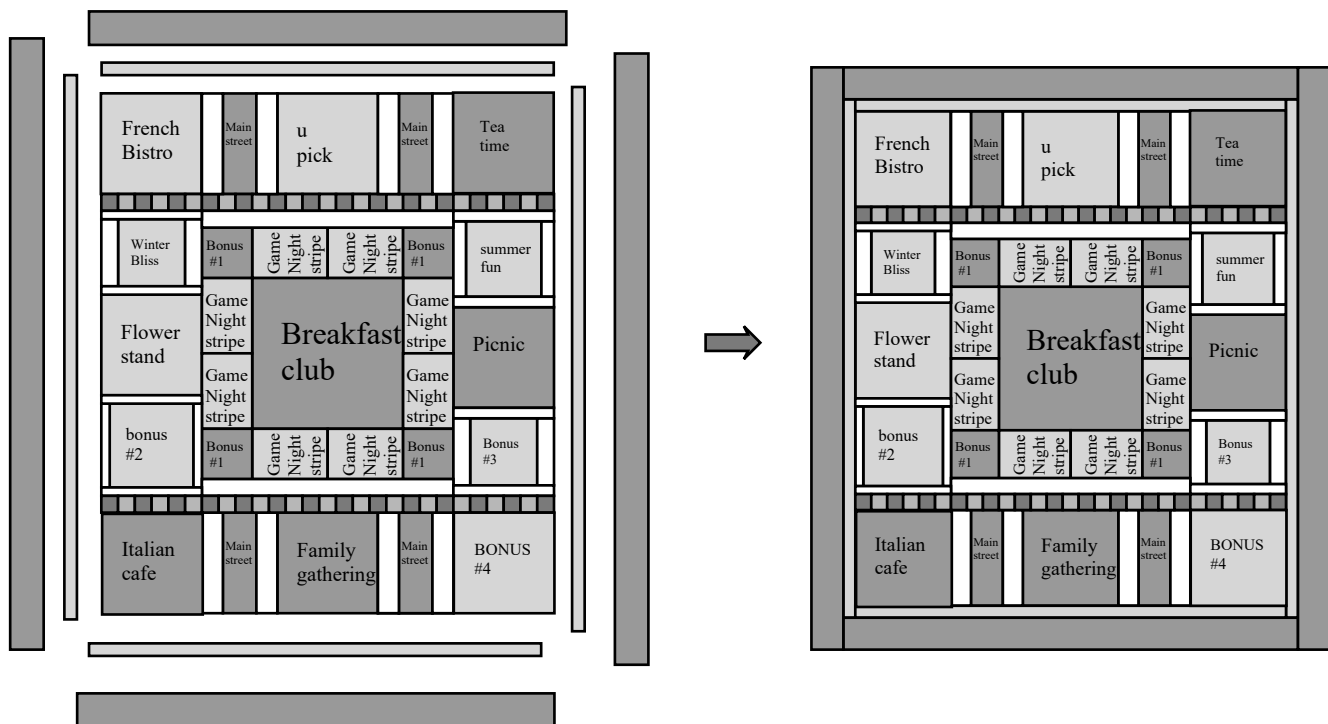 French
Bistro
Main
street
u
pick
Main
street
Tea
time
Winter
Bliss
Bonus
#1
Game
Night
stripe
Game
Night
stripe
Bonus
#1
summer
fun
Flower
stand
Game
Night
stripe
Breakfast
club
Game
Night
stripe
Picnic
Game
Night
stripe
Game
Night
stripe
bonus
#2
Bonus
#1
Game
Night
stripe
Game
Night
stripe
Bonus
#1
Bonus
#3
Italian
cafe
Main
street
Family
gathering
Main
street
BONUS
#4
French
Bistro
Main
street
u
pick
Main
street
Tea
time
Winter
Bliss
Bonus
#1
Game
Night
stripe
Game
Night
stripe
Bonus
#1
summer
fun
Flower
stand
Game
Night
stripe
Breakfast
club
Game
Night
stripe
Picnic
Game
Night
stripe
Game
Night
stripe
bonus
#2
Bonus
#1
Game
Night
stripe
Game
Night
stripe
Bonus
#1
Bonus
#3
Italian
cafe
Main
street
Family
gathering
Main
street
BONUS
#4